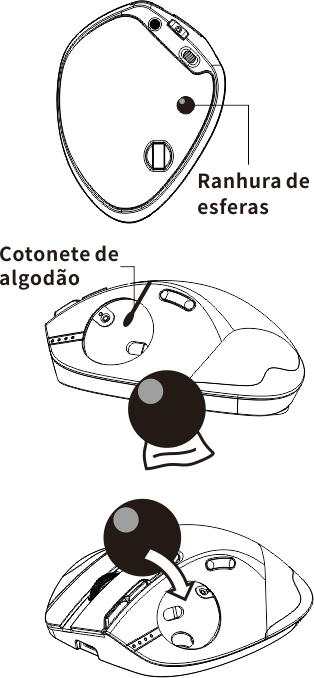 Ranhura de
esferas
Cotonete de
algodão